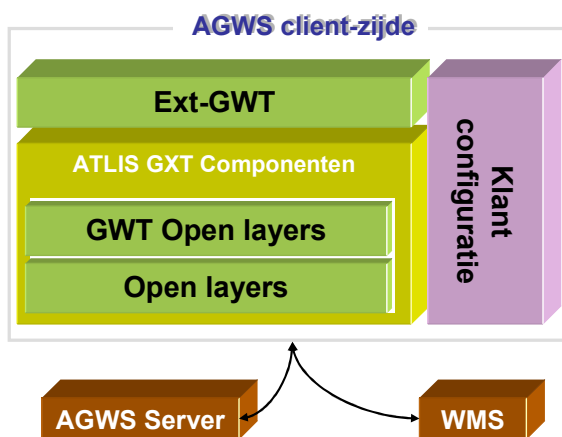 AGWS client-zijde
Ext-GWT
ATLIS GXT Componenten
GWT Open layers
Open layers
Klant
configuratie
AGWS Server
WMS